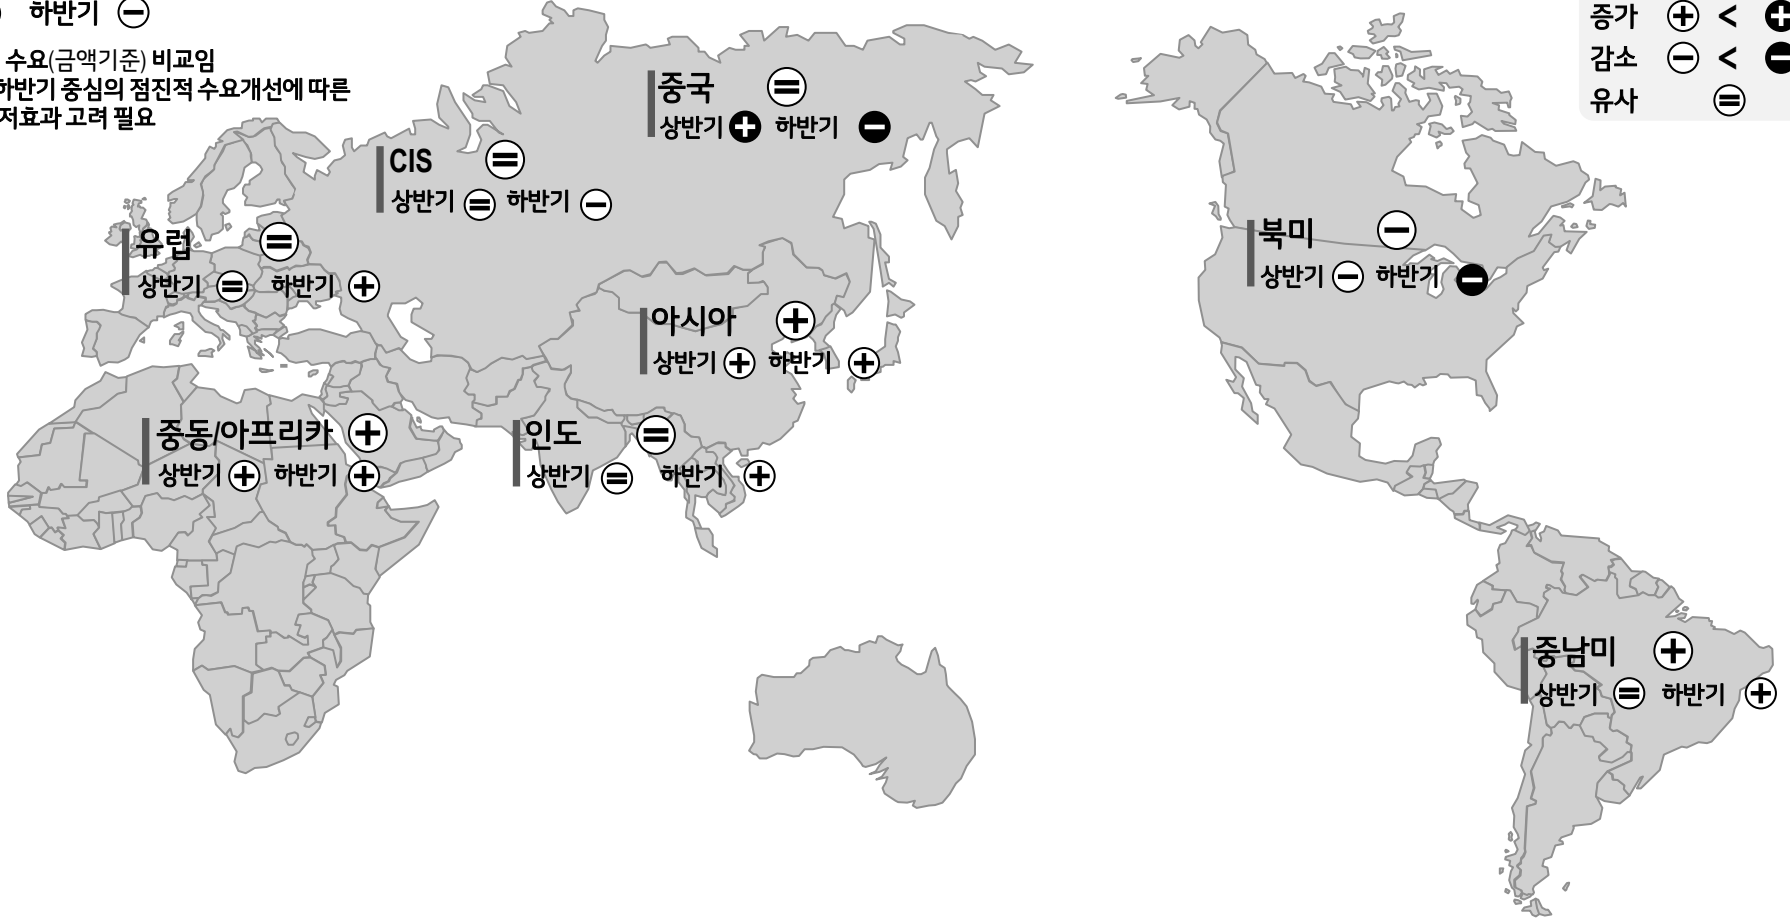 하반기 ⊖
수요(금액기준) 비교임
하반기 중심의 점진적 수요개선에 따른
저효과 고려 필요
증가 ⊕ < ⊕
감소 ⊖ < ⊖
유사 ⊜
중국 ⊜
상반기 ⊕ 하반기 ⊖
CIS ⊜
상반기 ⊜ 하반기 ⊖
유럽 ⊜
상반기 ⊜ 하반기 ⊕
북미 ⊖
상반기 ⊖ 하반기 ⊖
아시아 ⊕
상반기 ⊕ 하반기 ⊕
중동/아프리카 ⊕
상반기 ⊕ 하반기 ⊕
인도 ⊜
상반기 ⊜ 하반기 ⊕
중남미 ⊕
상반기 ⊜ 하반기 ⊕